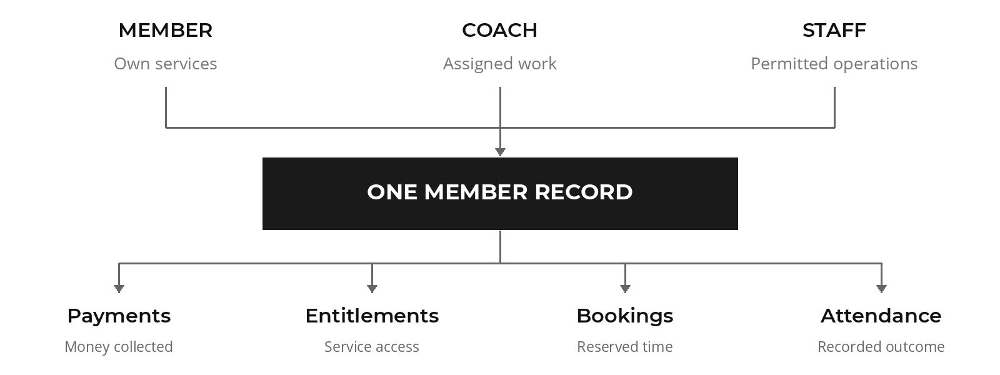 MEMBER
Own services
COACH
Assigned work
STAFF
Permitted operations
ONE MEMBER RECORD
Payments
Money collected
Entitlements
Service access
Bookings
Reserved time
Attendance
Recorded outcome